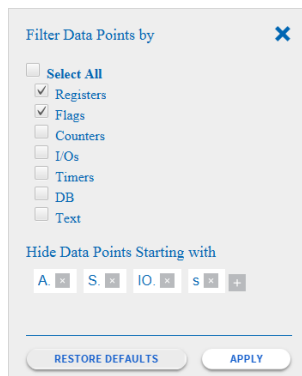 Filter Data Points by
Select All
Registers
Flags
Counters
I/Os
Timers
DB
Text
Hide Data Points Starting with
A. × S. × IO. × s × +
RESTORE DEFAULTS APPLY